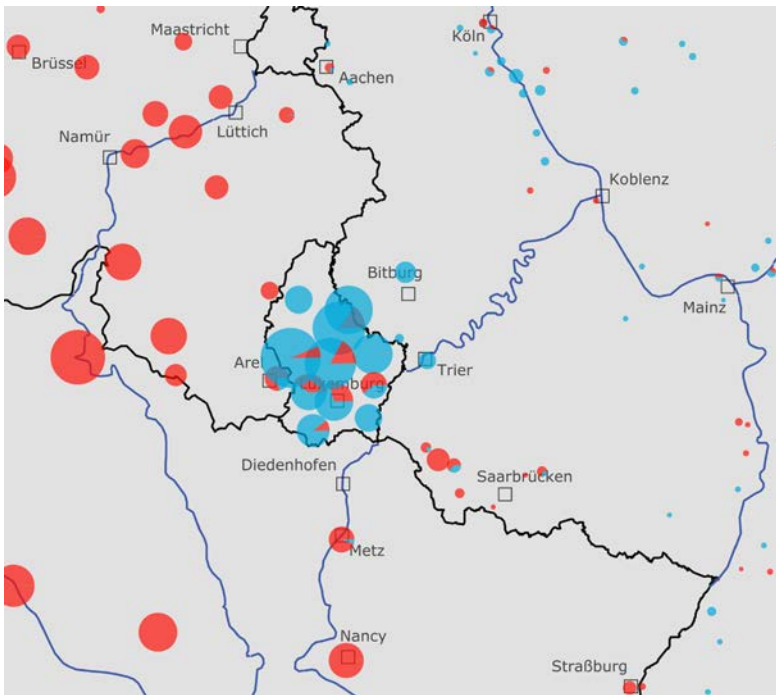 Maastricht
Köln
Brüssel
Aachen
Lüttich
Namür
Koblenz
Bitburg
Mainz
Arel
Trier
Luxemburg
Diedenhofen
Saarbrücken
Metz
Nancy
Straßburg